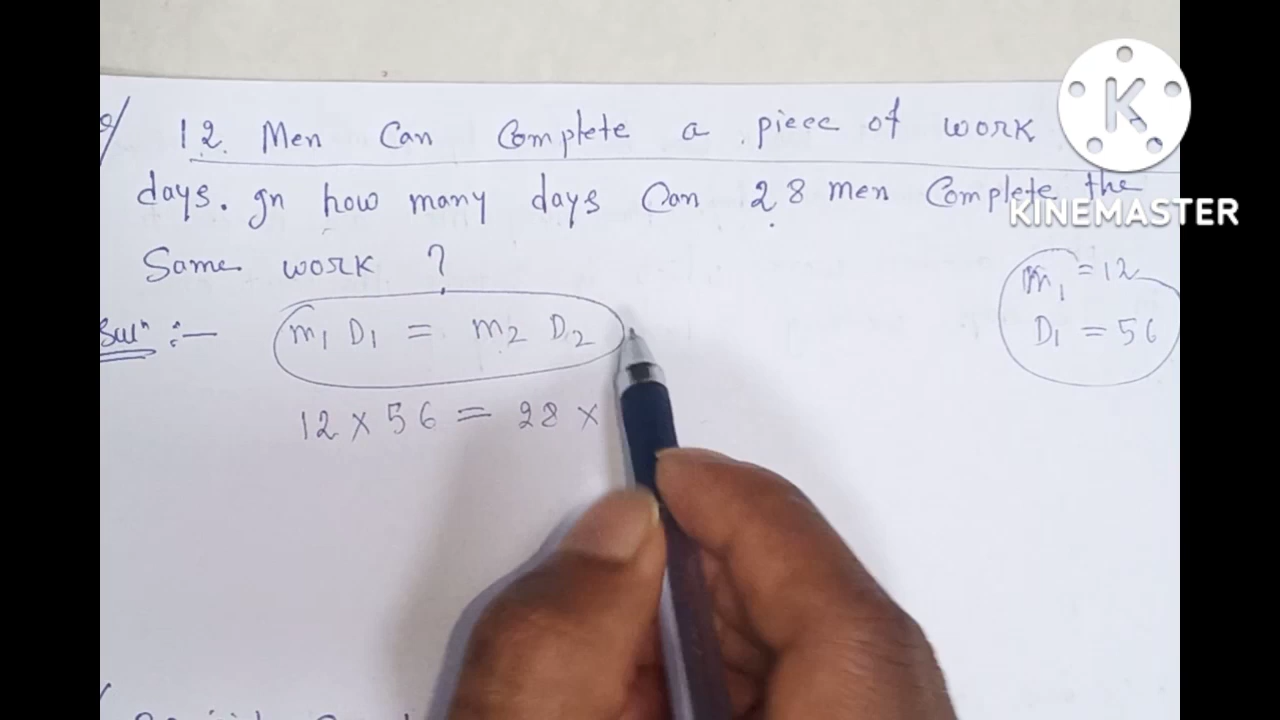 12 Men Can Complete a piece of work
days. In how many days Can 28 men Complete the
Same work ?
m1 = 12
D1 = 56
Sulⁿ :- m1 D1 = m2 D2
12 × 56 = 28 ×
K
KINEMASTER